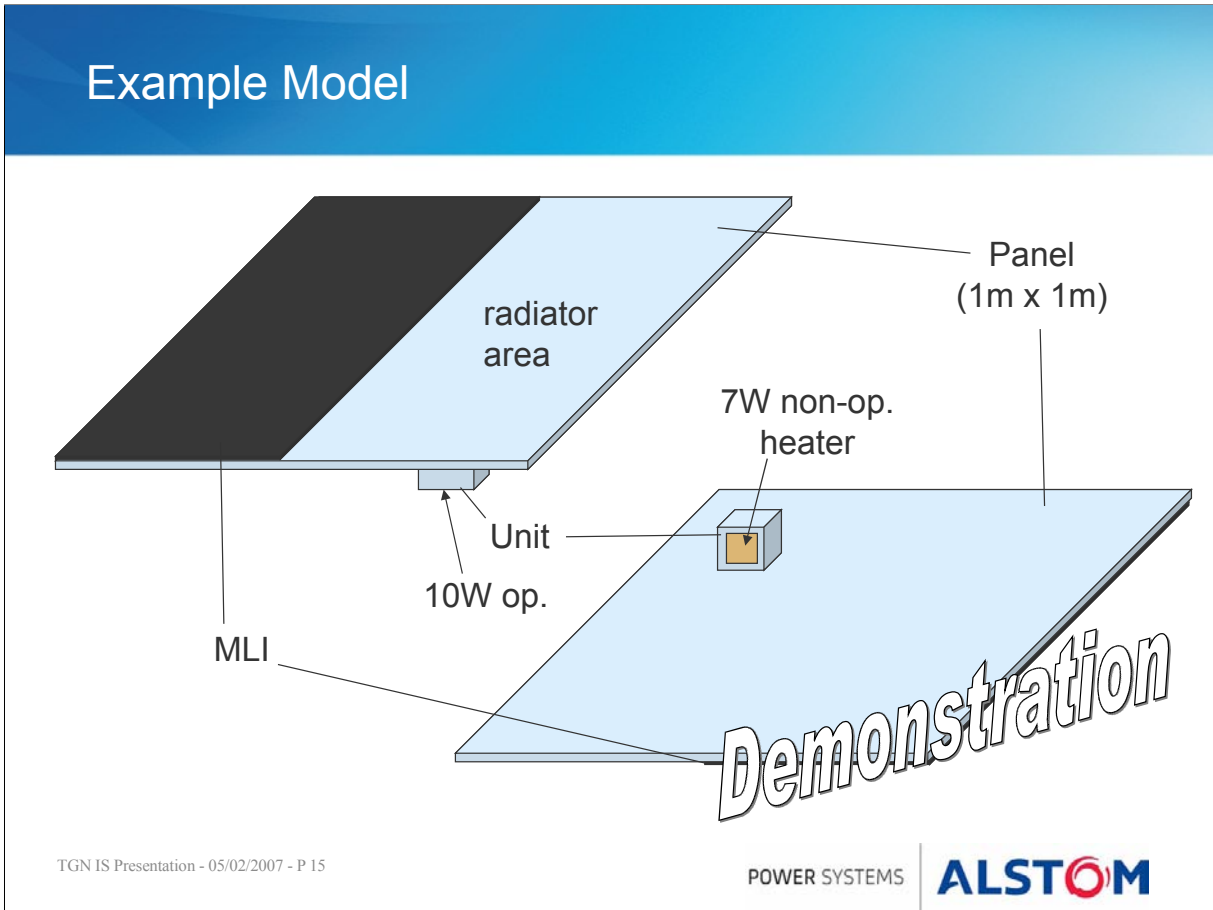 Example Model
radiator
area
Panel
(1m x 1m)
7W non-op.
heater
Unit
10W op.
MLI
Demonstration
TGN IS Presentation - 05/02/2007 - P 15
POWER SYSTEMS
ALSTOM